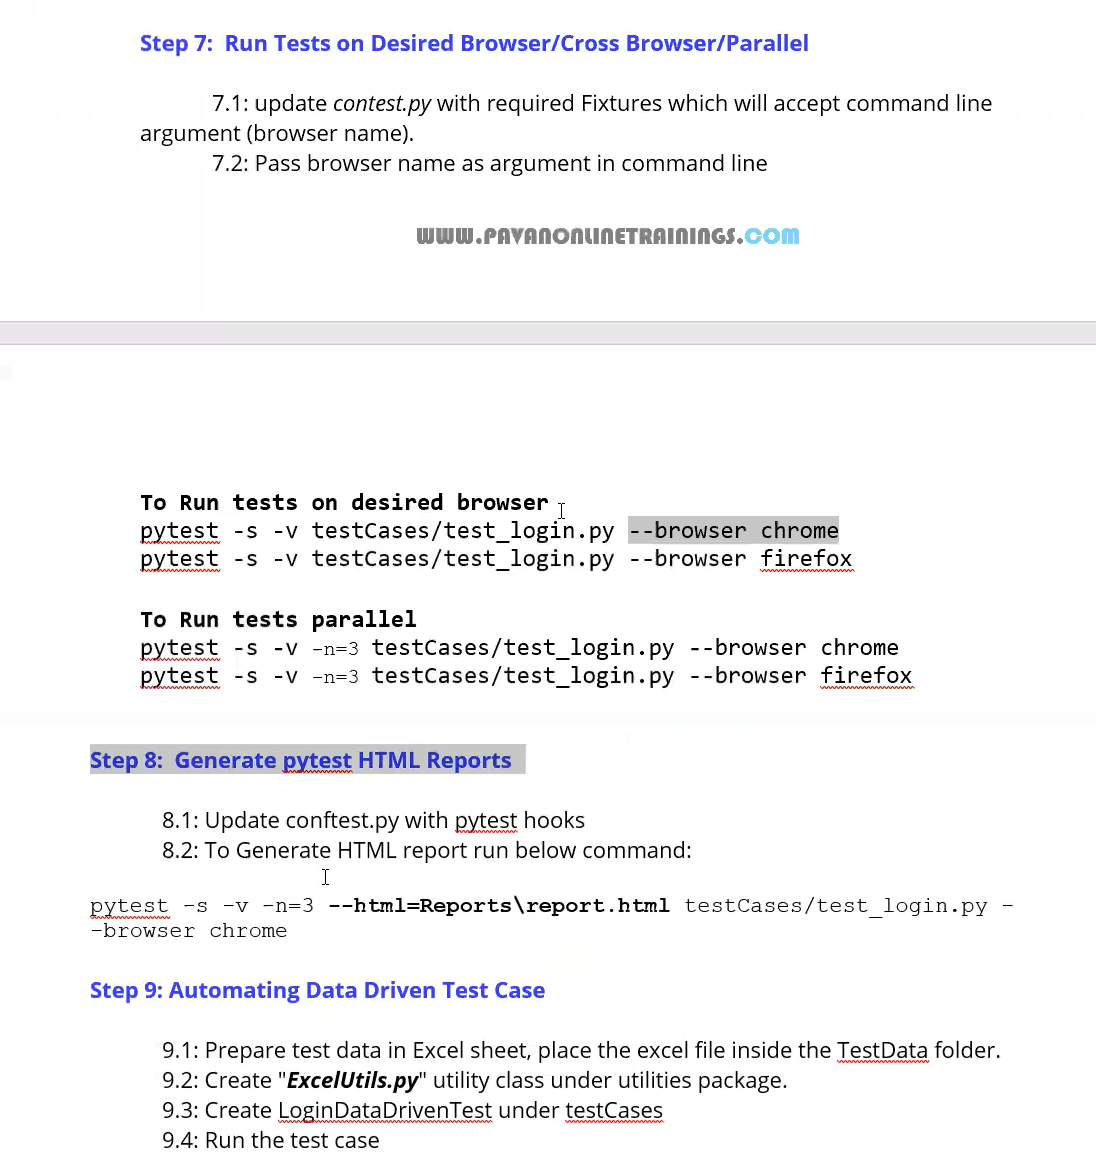 Step 7:  Run Tests on Desired Browser/Cross Browser/Parallel
7.1: update contest.py with required Fixtures which will accept command line
argument (browser name).
7.2: Pass browser name as argument in command line
WWW.PAVANONLINETRAININGS.COM
To Run tests on desired browser
pytest -s -v testCases/test_login.py --browser chrome
pytest -s -v testCases/test_login.py --browser firefox
To Run tests parallel
pytest -s -v -n=3 testCases/test_login.py --browser chrome
pytest -s -v -n=3 testCases/test_login.py --browser firefox
Step 8:  Generate pytest HTML Reports
8.1: Update conftest.py with pytest hooks
8.2: To Generate HTML report run below command:
pytest -s -v -n=3 --html=Reports\report.html testCases/test_login.py -
-browser chrome
Step 9: Automating Data Driven Test Case
9.1: Prepare test data in Excel sheet, place the excel file inside the TestData folder.
9.2: Create "ExcelUtils.py" utility class under utilities package.
9.3: Create LoginDataDrivenTest under testCases
9.4: Run the test case